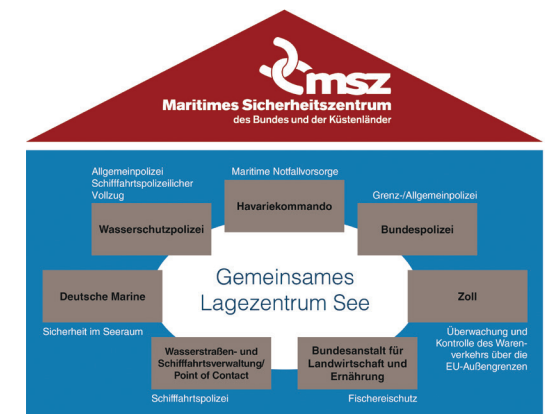 msz
Maritimes Sicherheitszentrum
des Bundes und der Küstenländer
Allgemeinpolizei
Schifffahrtspolizeilicher
Vollzug
Wasserschutzpolizei
Maritime Notfallvorsorge
Havariekommando
Grenz-/Allgemeinpolizei
Bundespolizei
Gemeinsames
Lagezentrum See
Deutsche Marine
Sicherheit im Seeraum
Zoll
Überwachung und
Kontrolle des Waren-
verkehrs über die
EU-Außengrenzen
Wasserstraßen- und
Schifffahrtsverwaltung/
Point of Contact
Schifffahrtspolizei
Bundesanstalt für
Landwirtschaft und
Ernährung
Fischereischutz